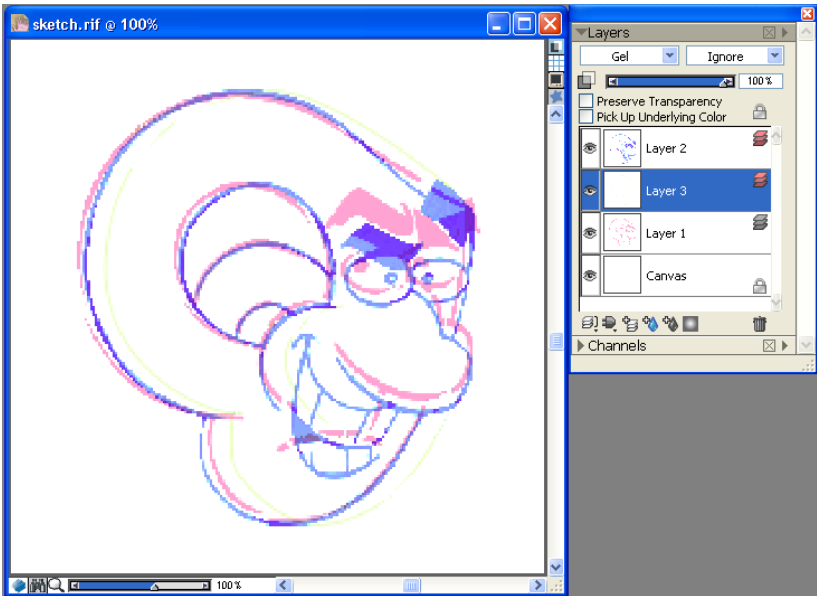 sketch.rif @ 100%
Layers
Gel
Ignore
100%
Preserve Transparency
Pick Up Underlying Color
Layer 2
Layer 3
Layer 1
Canvas
Channels
100%